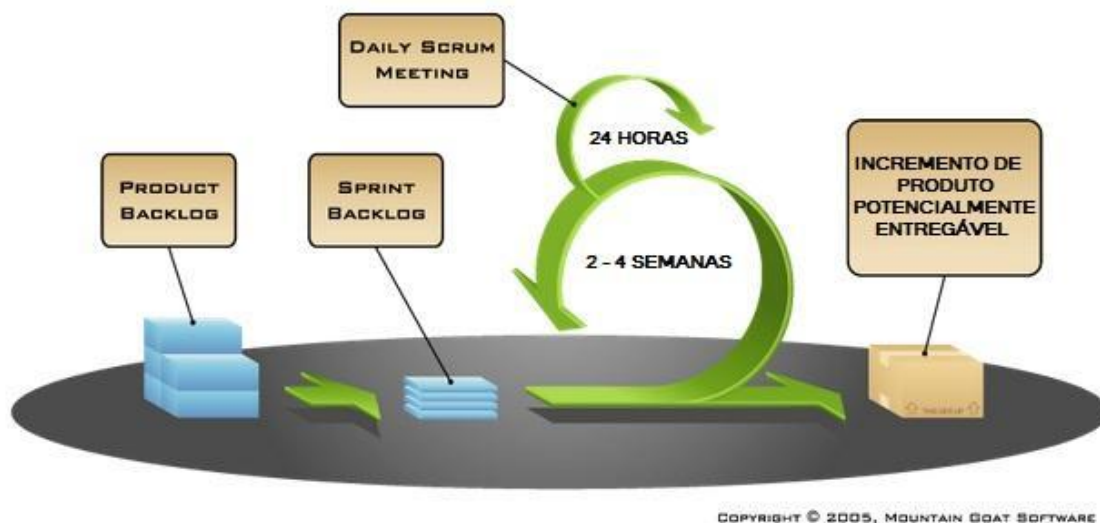 DAILY SCRUM
MEETING
24 HORAS
PRODUCT
BACKLOG
SPRINT
BACKLOG
INCREMENTO DE
PRODUTO
POTENCIALMENTE
ENTREGÁVEL
2 - 4 SEMANAS
COPYRIGHT © 2005, MOUNTAIN GOAT SOFTWARE